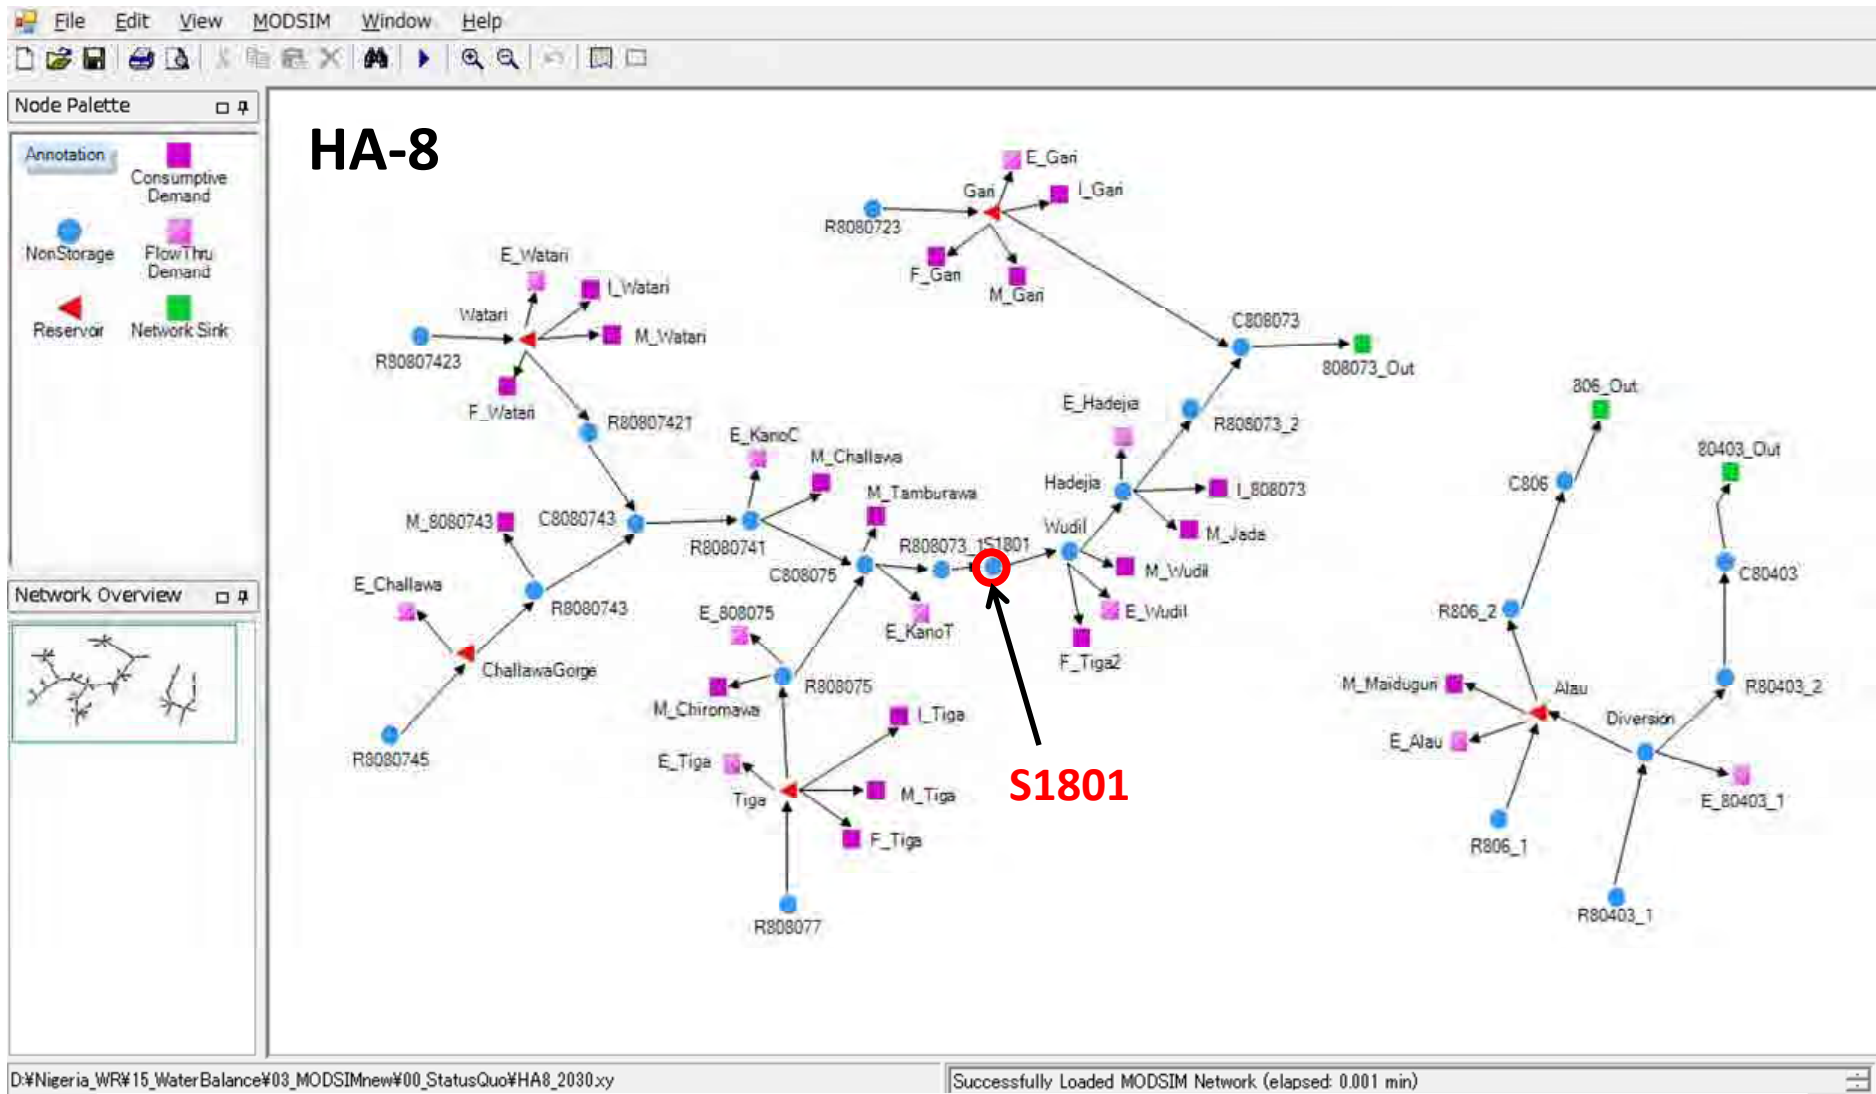 File Edit View MODSIM Window Help
Node Palette
Annotation
Consumptive
Demand
NonStorage
FlowThru
Demand
Reservoir
Network Sink
Network Overview
HA-8
E_Gari
Gari
I_Gari
R8080723
F_Gari
M_Gari
E_Watari
I_Watari
Watari
M_Watari
R80807423
F_Watari
C808073
808073_Out
R80807421
E_Hadejia
R808073_2
806_Out
E_KanoC
M_Challawa
80403_Out
M_Tamburawa
Hadejia
I_808073
C806
M_8080743
C8080743
R8080741
Wudil
M_Jada
R808073_1
S1801
C808075
M_Wudil
C80403
E_Challawa
R8080743
E_808075
E_KanoT
E_Wudil
R806_2
F_Tiga2
ChallawaGorge
R808075
M_Chiromawa
M_Maiduguri
Alau
R80403_2
I_Tiga
Diversion
E_Alau
R8080745
E_Tiga
Tiga
M_Tiga
S1801
E_80403_1
F_Tiga
R806_1
R808077
R80403_1
D:¥Nigeria_WR¥15_WaterBalance¥03_MODSIMnew¥00_StatusQuo¥HA8_2030.xy
Successfully Loaded MODSIM Network (elapsed: 0.001 min)